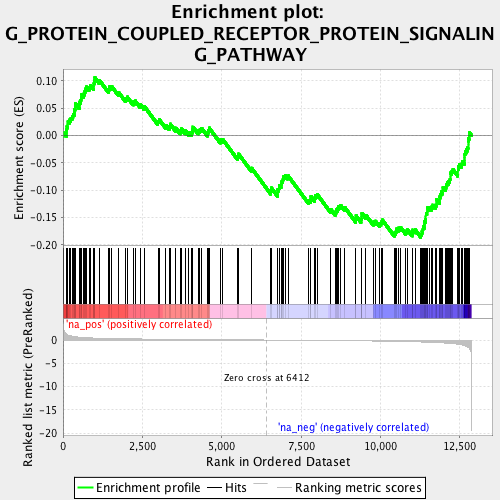 Enrichment plot:
G_PROTEIN_COUPLED_RECEPTOR_PROTEIN_SIGNALIN
G_PATHWAY
Enrichment score (ES)
0.10
0.05
0.00
-0.05
-0.10
-0.15
-0.20
'na_pos' (positively correlated)
Ranked list metric (PreRanked)
0
-5
-10
-15
-20
Zero cross at 6412
'na_neg' (negatively correlated)
0
2,500
5,000
7,500
10,000
12,500
Rank in Ordered Dataset
Enrichment profile
Hits
Ranking metric scores